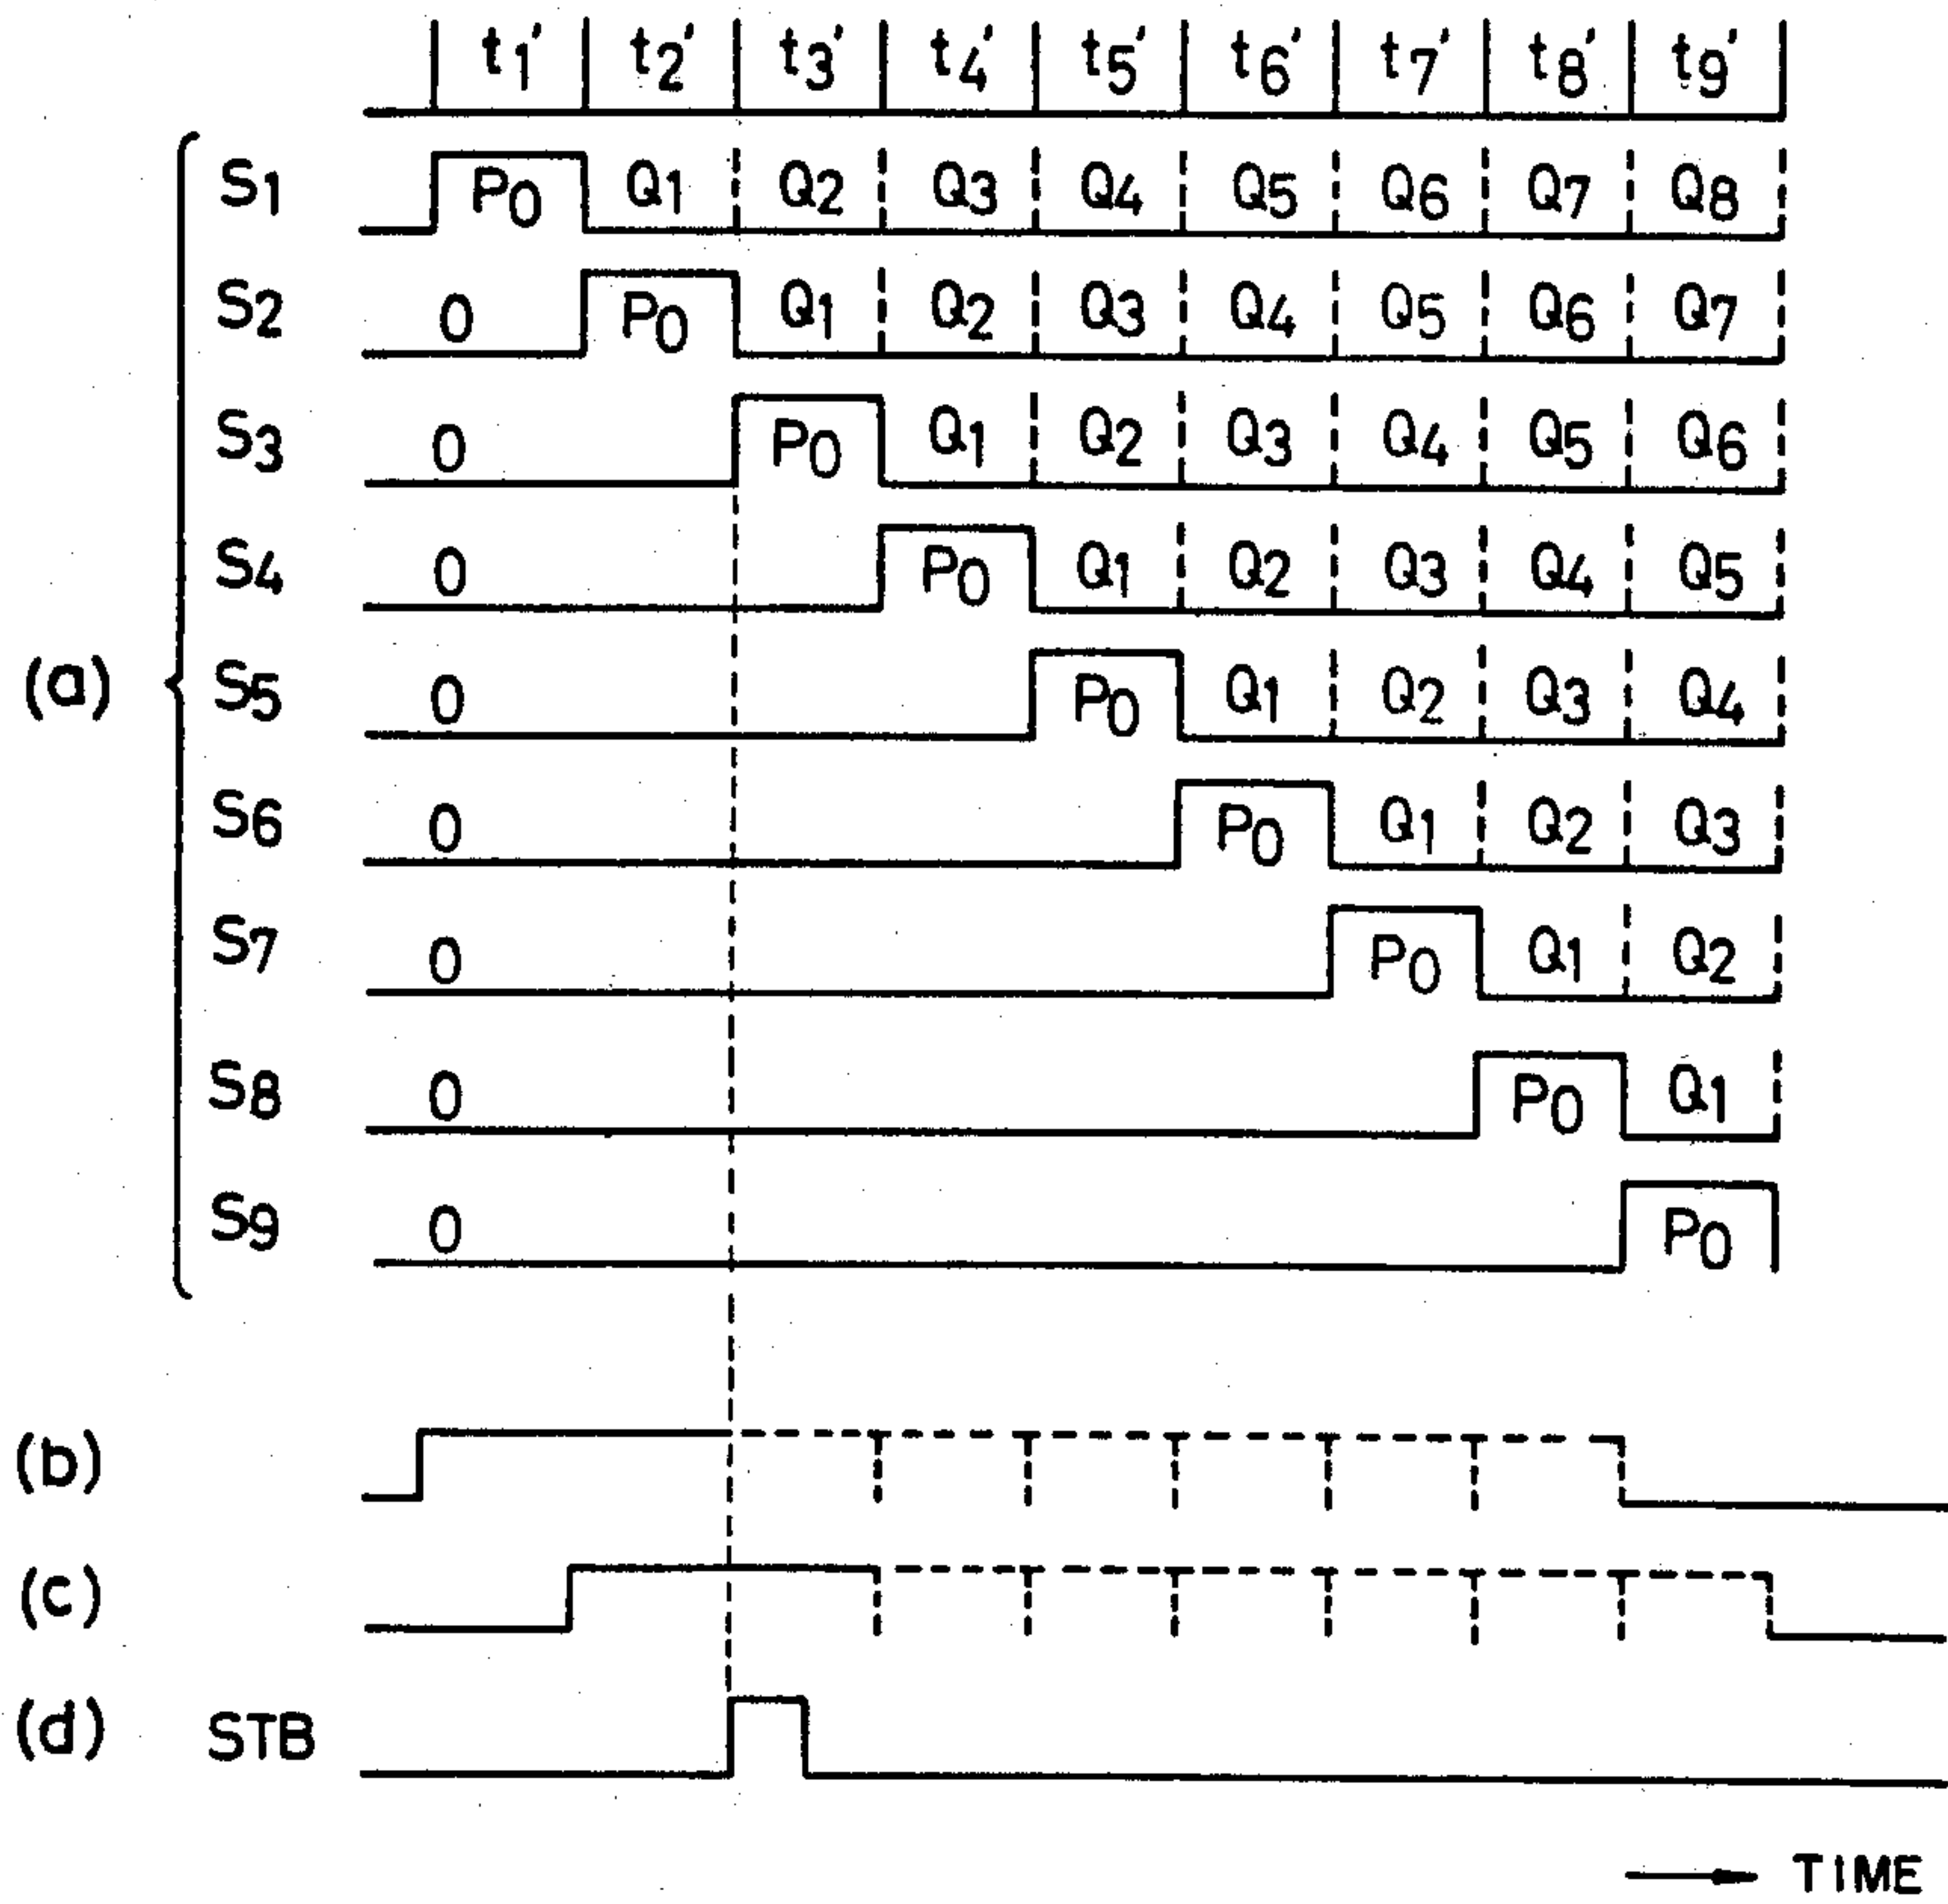 t1' t2' t3' t4' t5' t6' t7' t8' t9'
S1 P0 Q1 Q2 Q3 Q4 Q5 Q6 Q7 Q8
S2 0 P0 Q1 Q2 Q3 Q4 Q5 Q6 Q7
S3 0 P0 Q1 Q2 Q3 Q4 Q5 Q6
S4 0 P0 Q1 Q2 Q3 Q4 Q5
(a) S5 0 P0 Q1 Q2 Q3 Q4
S6 0 P0 Q1 Q2 Q3
S7 0 P0 Q1 Q2
S8 0 P0 Q1
S9 0 P0
(b)
(c)
(d) STB
TIME